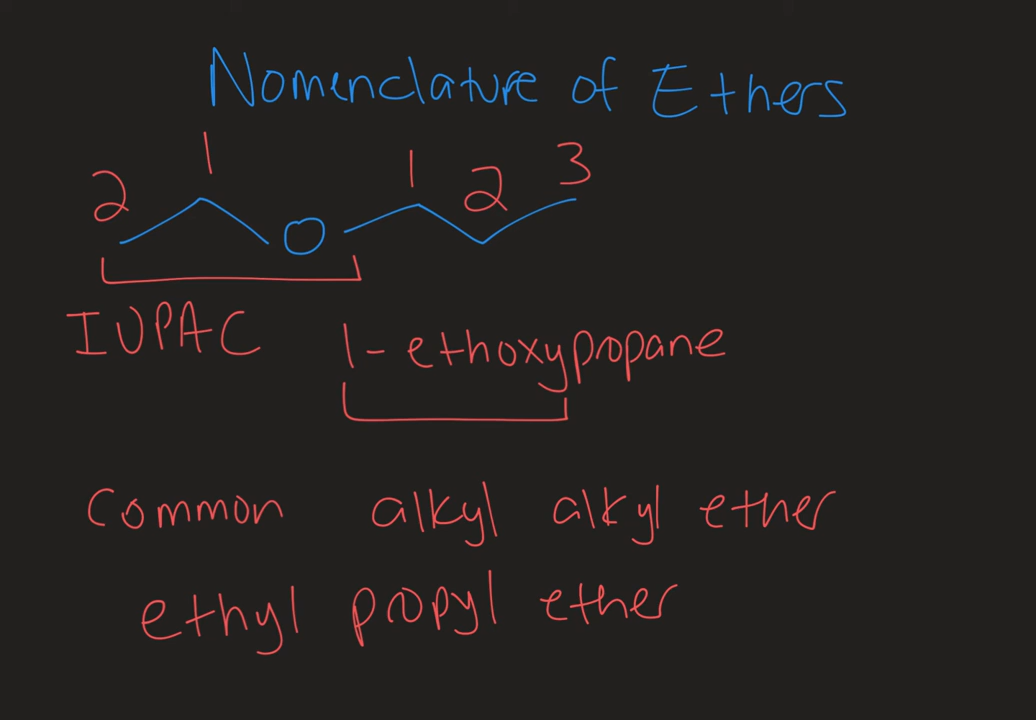 Nomenclature of Ethers
2 1 O 1 2 3
IUPAC 1-ethoxypropane
Common alkyl alkyl ether
ethyl propyl ether